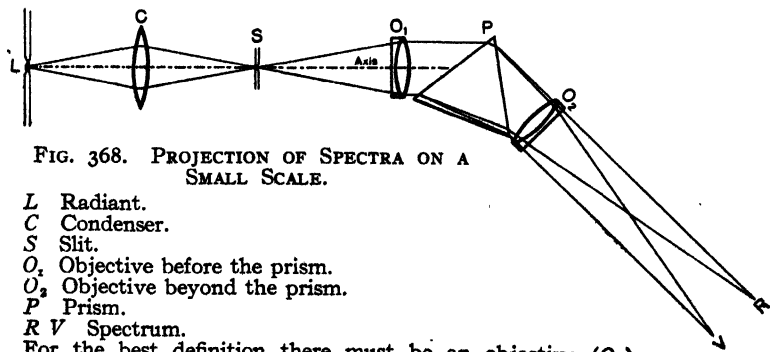 C
S
O₁
P
L
Axis
O₂
FIG. 368. PROJECTION OF SPECTRA ON A
SMALL SCALE.
L Radiant.
C Condenser.
S Slit.
O₁ Objective before the prism.
O₂ Objective beyond the prism.
P Prism.
R V Spectrum.
R
V
For the best definition there must be an objective (O₂)